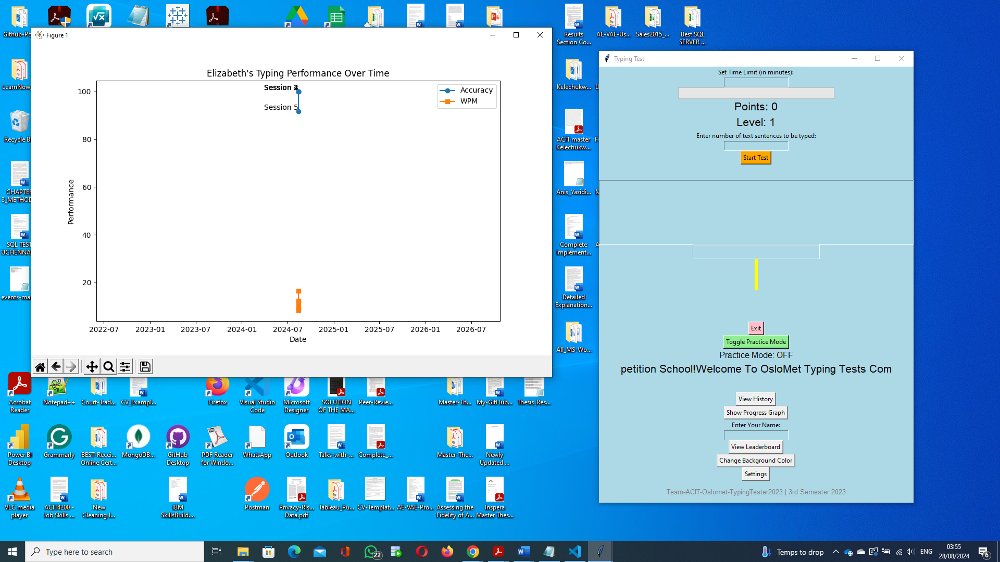 Github-Po
Figure 1
Elizabeth's Typing Performance Over Time
Session 5
Accuracy
WPM
100
80
60
40
20
Performance
2022-07 2023-01 2023-07 2024-01 2024-07 2025-01 2025-07 2026-01 2026-07
Date
LearnNow_
Recycle B
CHAPTE
3_METHOD
SQL TEST
UCHENNA
events-ma
Results
Section Co...
AE-VAE-Us...
Sales2015_...
Best SQL
SERVER ...
Kelechukw...
ACIT master
Kelechukw...
Anis_Yazidi...
Complete
Implement...
Detailed
Explanation...
All_MS-Wo...
Typing Test
Set Time Limit (in minutes):
Points: 0
Level: 1
Enter number of text sentences to be typed:
Start Test
Exit
Toggle Practice Mode
Practice Mode: OFF
petition School!Welcome To OsloMet Typing Tests Com
View History
Show Progress Graph
Enter Your Name:
View Leaderboard
Change Background Color
Settings
Team-ACIT-Oslomet-TypingTester2023 | 3rd Semester 2023
Acrobat
Reader
Notepad++
Court-Trad...
CV_Exampl...
Firefox
Visual Studio
Code
Microsoft
Designer
SOLUTION
OF THE MA...
Peer-Revie...
Master-Th...
My-GitHub...
Thesis_Res...
Power BI
Desktop
Grammarly
BEST-Recei...
Online Cert...
MongoDB...
GitHub
Desktop
PDF Reader
for Windo...
WhatsApp
Outlook
Talks-with-...
Complete_...
Master-The...
Newly
Updated ...
VLC media
player
ACIT4200 -
Job Skills ...
New
Cleaning J...
IBM
SkillsBuild....
Postman
Privacy-Ris...
Data.pdf
Tableau_Pu...
CV-Templat...
AE-VAE-Pro...
Assessing the
Fidelity of A...
Inspera
Master Thes...
Type here to search
22
Temps to drop
ENG
03:55
28/08/2024
6